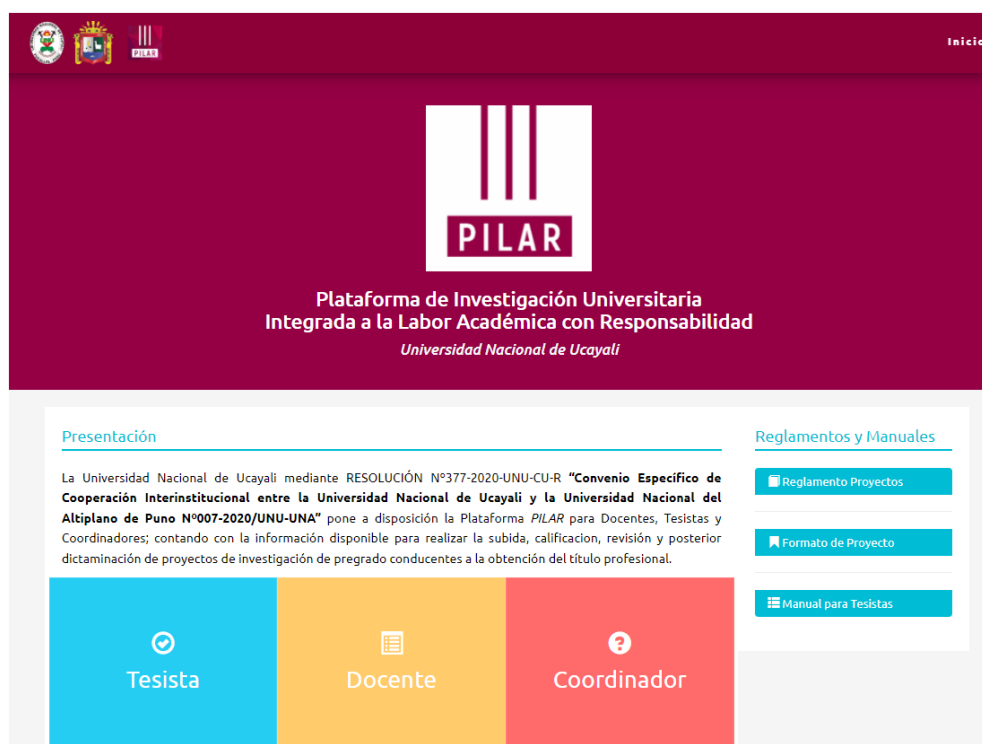 PILAR
Inicio
PILAR
Plataforma de Investigación Universitaria
Integrada a la Labor Académica con Responsabilidad
Universidad Nacional de Ucayali
Presentación
La Universidad Nacional de Ucayali mediante RESOLUCIÓN Nº377-2020-UNU-CU-R “Convenio Específico de
Cooperación Interinstitucional entre la Universidad Nacional de Ucayali y la Universidad Nacional del
Altiplano de Puno Nº007-2020/UNU-UNA” pone a disposición la Plataforma PILAR para Docentes, Tesistas y
Coordinadores; contando con la información disponible para realizar la subida, calificacion, revisión y posterior
dictaminación de proyectos de investigación de pregrado conducentes a la obtención del título profesional.
Tesista
Docente
Coordinador
Reglamentos y Manuales
Reglamento Proyectos
Formato de Proyecto
Manual para Tesistas